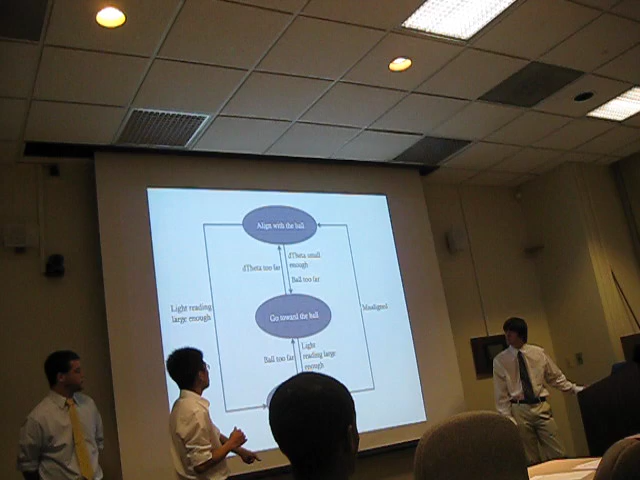 Align with the ball
dTheta too far
dTheta small
enough
Ball too far
Light reading
large enough
Misaligned
Go toward the ball
Ball too far
Light
reading large
enough